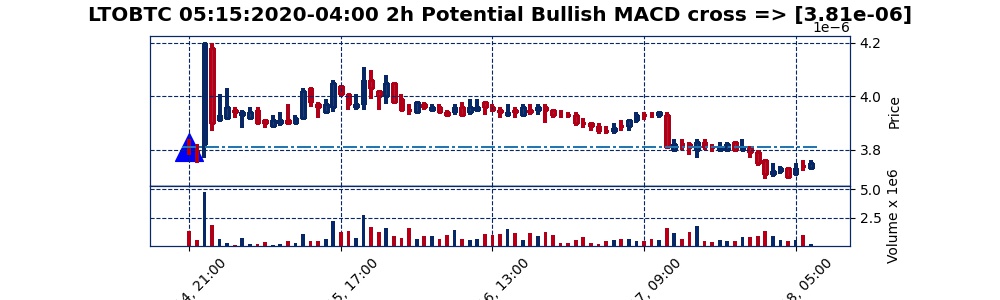 LTOBTC 05:15:2020-04:00 2h Potential Bullish MACD cross => [3.81e-06]
1e−6
4.2
4.0
3.8
Price
5.0
2.5
Volume x 1e6
4, 21:00
5, 17:00
6, 13:00
7, 09:00
8, 05:00